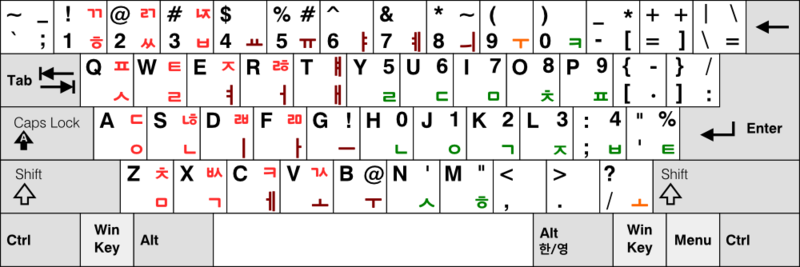 ~ _ ! ㄲ @ ㄺ # ㄵ $ % # ^ & * ~ ( ) _ * + + | \
` ; 1 ㅎ 2 ㅆ 3 ㅂ 4 ㅛ 5 ㅠ 6 ㅑ 7 ㅖ 8 ㅢ 9 ㅜ 0 ㅋ - [ = ] \ =
Tab Q ㅍ W ㅌ E ㅈ R ㅀ T ㅒ Y 5 U 6 I 7 O 8 P 9 { - } /
ㅅ ㄹ ㅕ ㅓ ㅐ ㄹ ㄷ ㅁ ㅊ ㅍ [ . ] :
Caps Lock A A ㄷ S ㄶ D ㄼ F ㄻ G ! H 0 J 1 K 2 L 3 : 4 " % Enter
ㅇ ㄴ ㅣ ㅏ ㅡ ㄴ ㅇ ㄱ ㅈ ; ㅂ ' ㅌ
Shift Z ㅊ X ㅄ C ㅋ V ㄳ B @ N ' M " < > ? Shift
ㅁ ㄱ ㅔ ㅗ ㅜ ㅅ ㅎ , . / ㅗ
Ctrl Win Key Alt Alt 한/영 Win Key Menu Ctrl